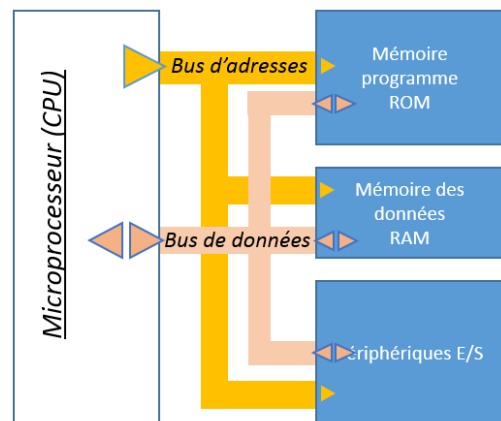 Microprocesseur (CPU)
Bus d'adresses
Bus de données
Mémoire
programme
ROM
Mémoire des
données
RAM
ériphériques E/S